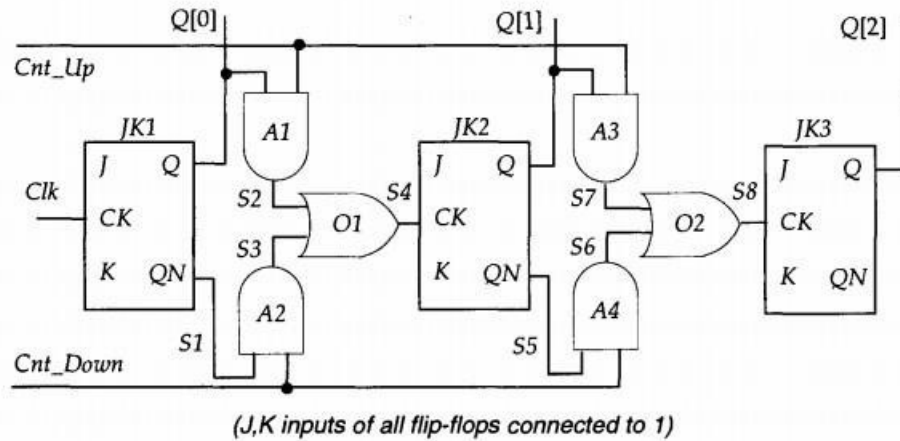 Q[0] Q[1] Q[2]
Cnt_Up
JK1 A1 JK2 A3 JK3
J Q J Q J Q
Clk S2 S4 S7 S8
CK O1 CK O2 CK
S3 S6
K QN A2 K QN A4 K QN
S1 S5
Cnt_Down
(J,K inputs of all flip-flops connected to 1)